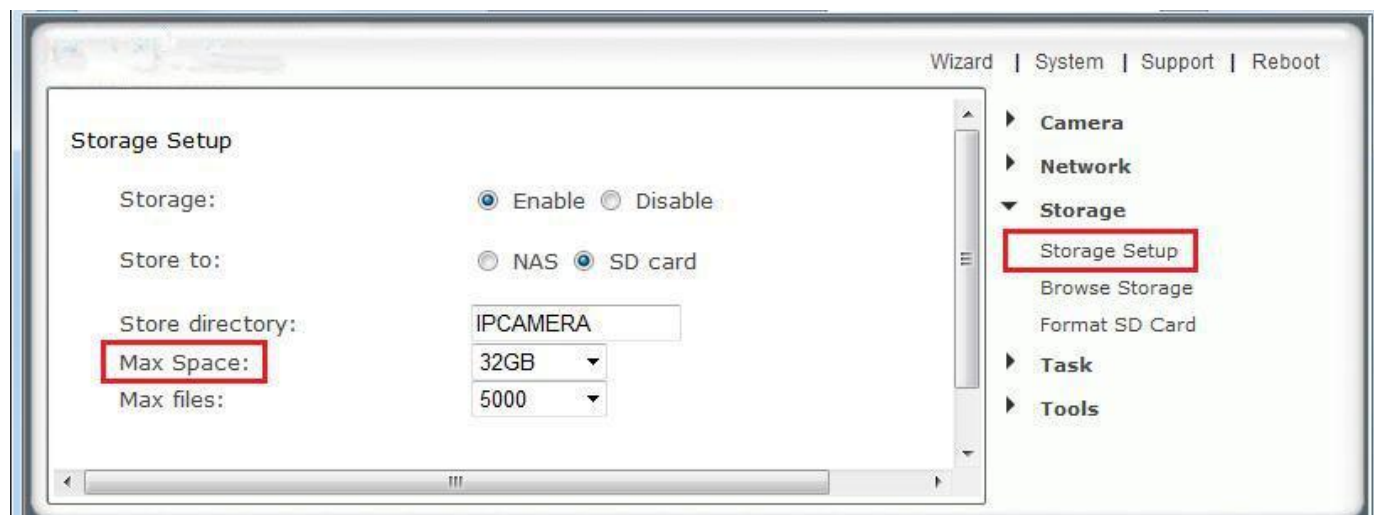 Wizard | System | Support | Reboot
Storage Setup
Storage: Enable Disable
Store to: NAS SD card
Store directory: IPCAMERA
Max Space: 32GB
Max files: 5000
Camera
Network
Storage
Storage Setup
Browse Storage
Format SD Card
Task
Tools